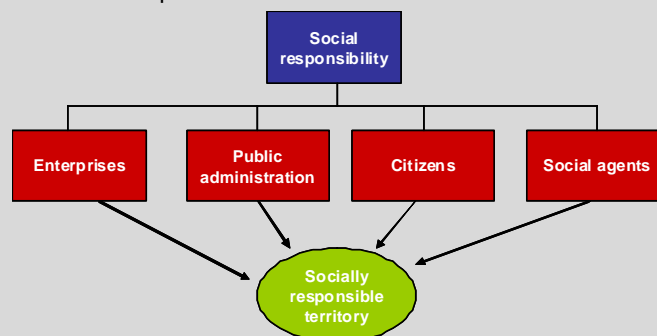 Social
responsibility
Enterprises
Public
administration
Citizens
Social agents
Socially
responsible
territory